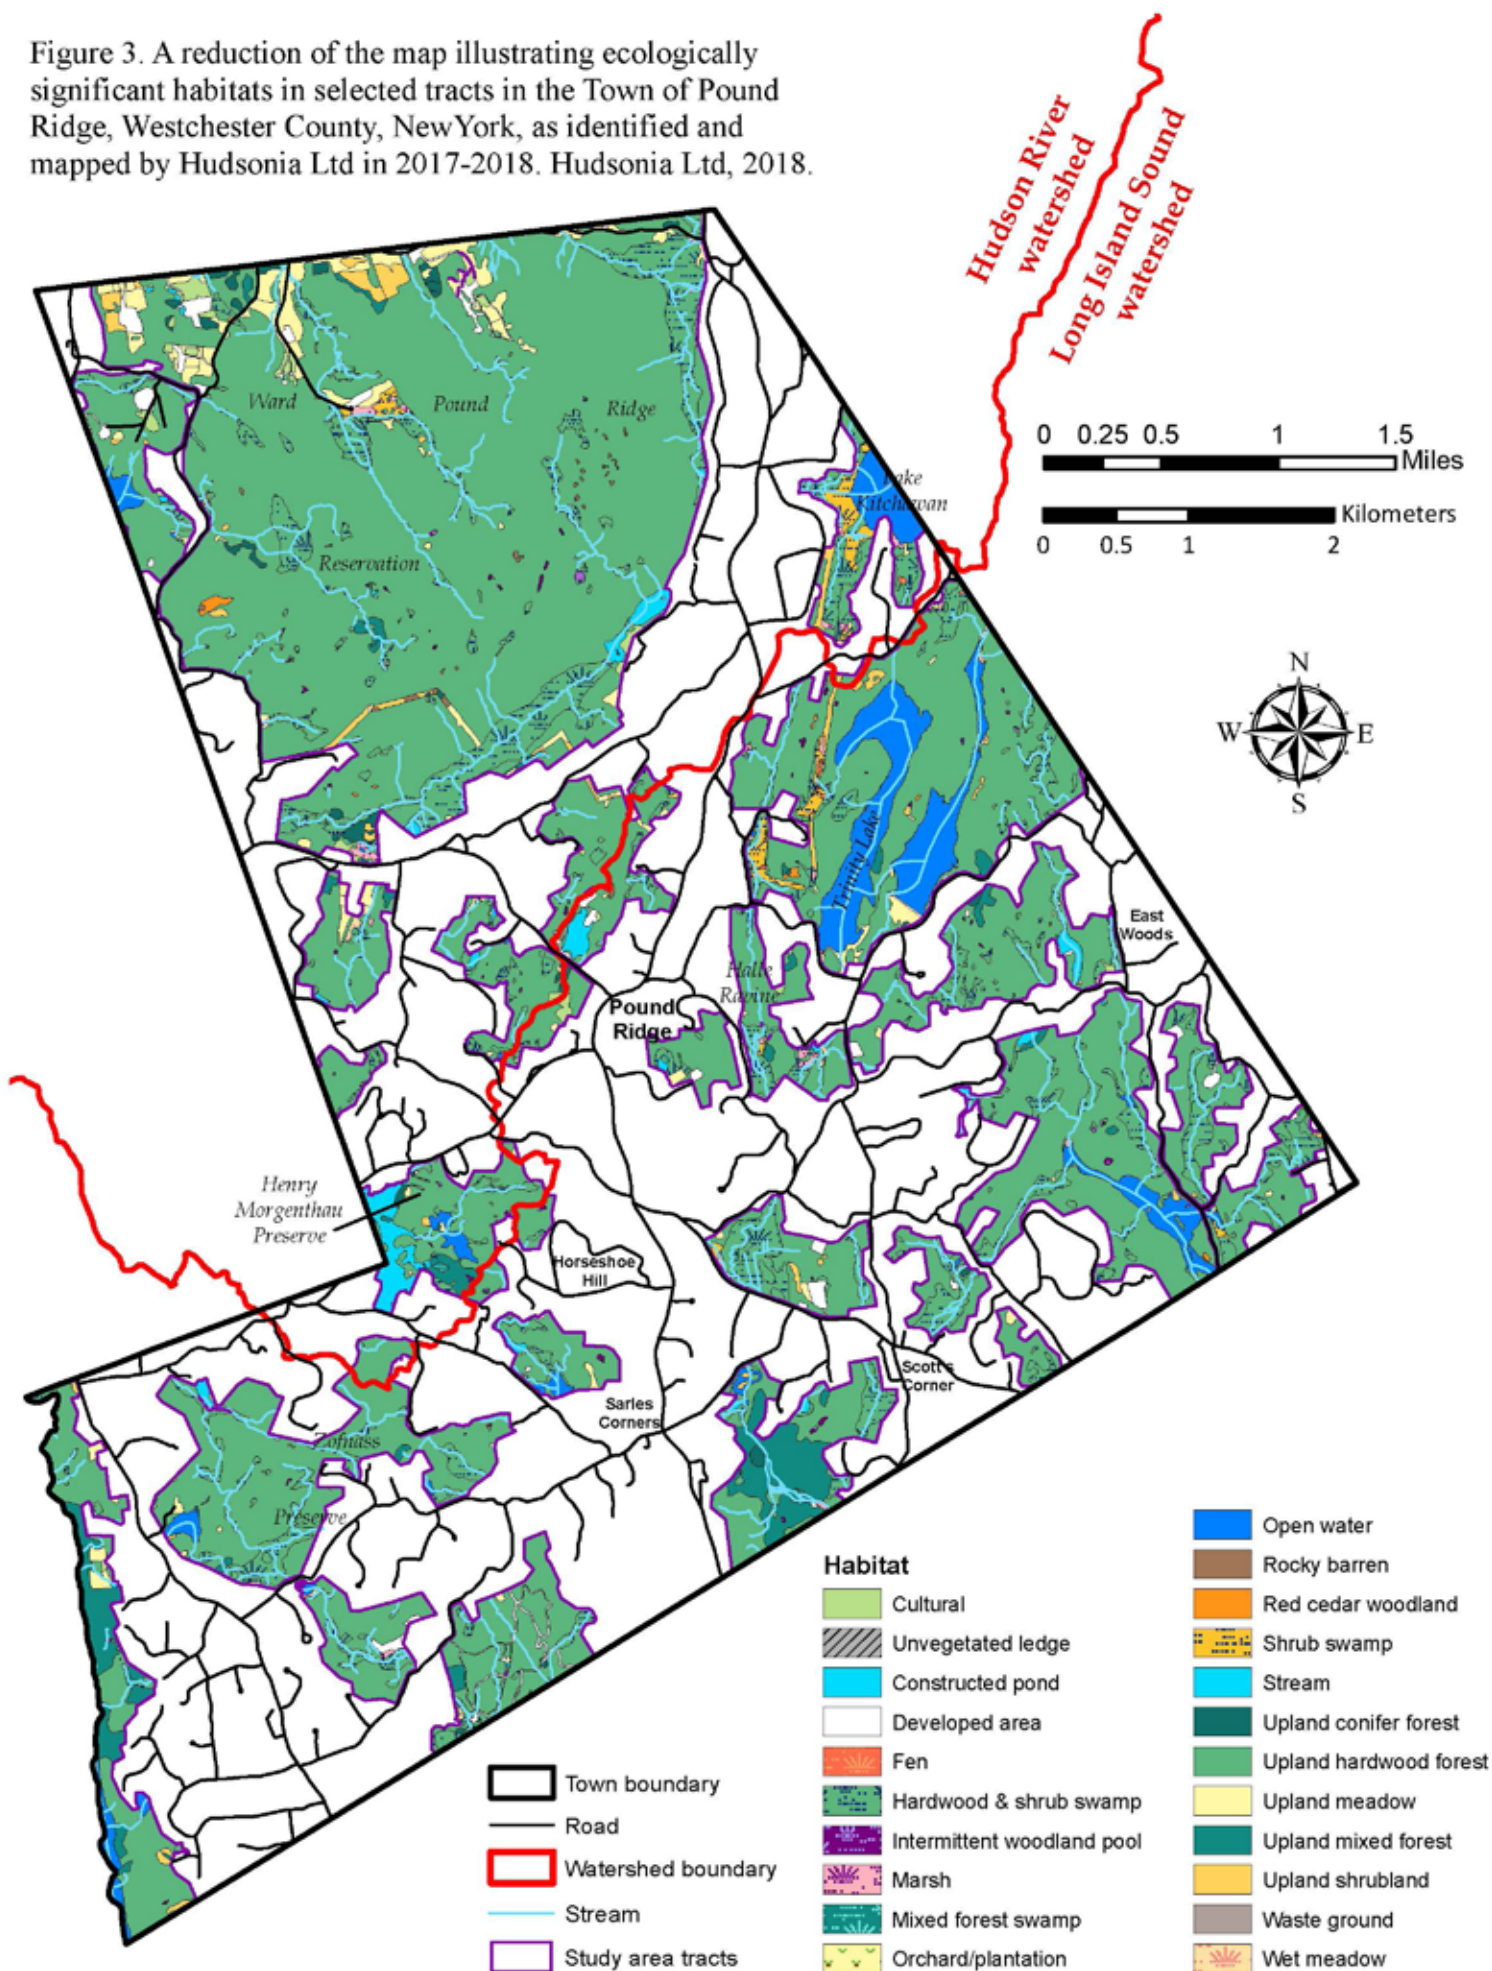 Figure 3. A reduction of the map illustrating ecologically
significant habitats in selected tracts in the Town of Pound
Ridge, Westchester County, NewYork, as identified and
mapped by Hudsonia Ltd in 2017-2018. Hudsonia Ltd, 2018.
Hudson River
watershed
Long Island Sound
watershed
0 0.25 0.5 1 1.5
Miles
Kilometers
0 0.5 1 2
N
W E
S
Ward Pound Ridge
Reservation
Lake
Kitchawan
Trinity Lake
East
Woods
Halle
Ravine
Pound
Ridge
Henry
Morgenthau
Preserve
Horseshoe
Hill
Scott's
Corner
Sarles
Corners
Zofnass
Preserve
Town boundary
Road
Watershed boundary
Stream
Study area tracts
Habitat
Cultural
Unvegetated ledge
Constructed pond
Developed area
Fen
Hardwood & shrub swamp
Intermittent woodland pool
Marsh
Mixed forest swamp
Orchard/plantation
Open water
Rocky barren
Red cedar woodland
Shrub swamp
Stream
Upland conifer forest
Upland hardwood forest
Upland meadow
Upland mixed forest
Upland shrubland
Waste ground
Wet meadow